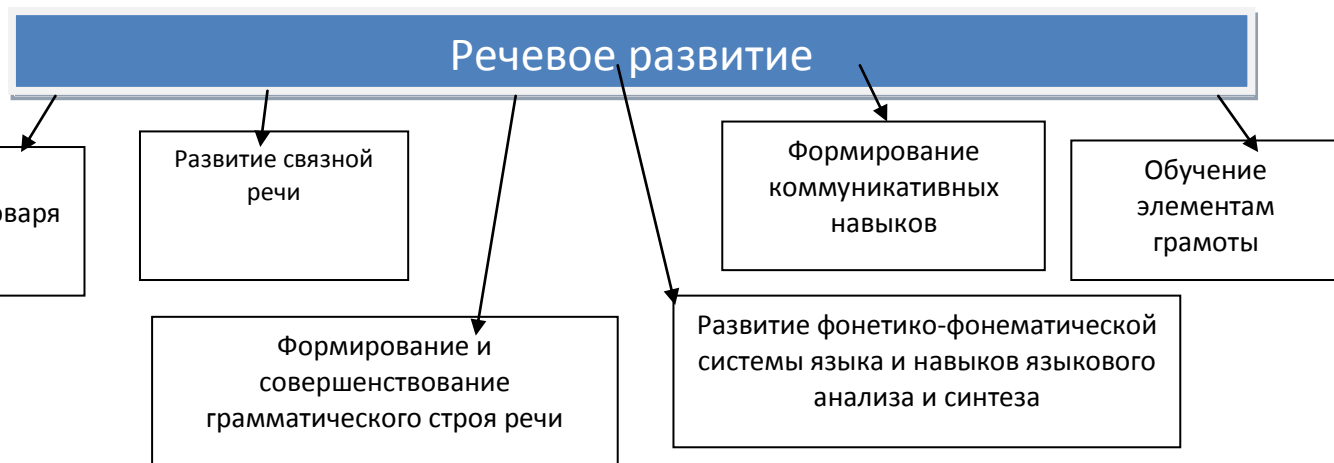 Речевое развитие
Развитие связной
речи
Формирование
коммуникативных
навыков
Обучение
элементам
грамоты
Формирование и
совершенствование
грамматического строя речи
Развитие фонетико-фонематической
системы языка и навыков языкового
анализа и синтеза